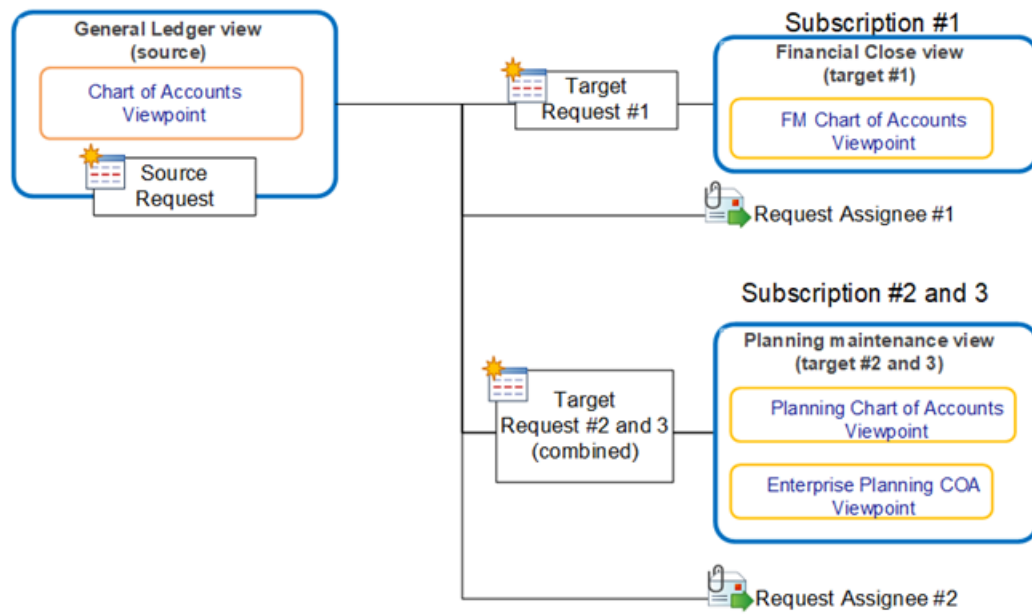 General Ledger view
(source)
Chart of Accounts
Viewpoint
Source
Request
Target
Request #1
Subscription #1
Financial Close view
(target #1)
FM Chart of Accounts
Viewpoint
Request Assignee #1
Subscription #2 and 3
Target
Request #2 and 3
(combined)
Planning maintenance view
(target #2 and 3)
Planning Chart of Accounts
Viewpoint
Enterprise Planning COA
Viewpoint
Request Assignee #2